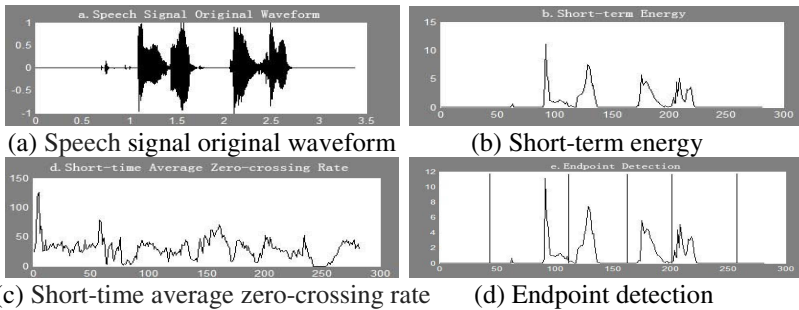 a.Speech Signal Original Waveform
1
0.5
0
-0.5
-1
0 0.5 1 1.5 2 2.5 3 3.5
(a) Speech signal original waveform
b.Short-term Energy
15
10
5
0
0 50 100 150 200 250 300
(b) Short-term energy
d.Short-time Average Zero-crossing Rate
150
100
50
0
0 50 100 150 200 250 300
(c) Short-time average zero-crossing rate
e.Endpoint Detection
12
10
8
6
4
2
0
0 50 100 150 200 250 300
(d) Endpoint detection